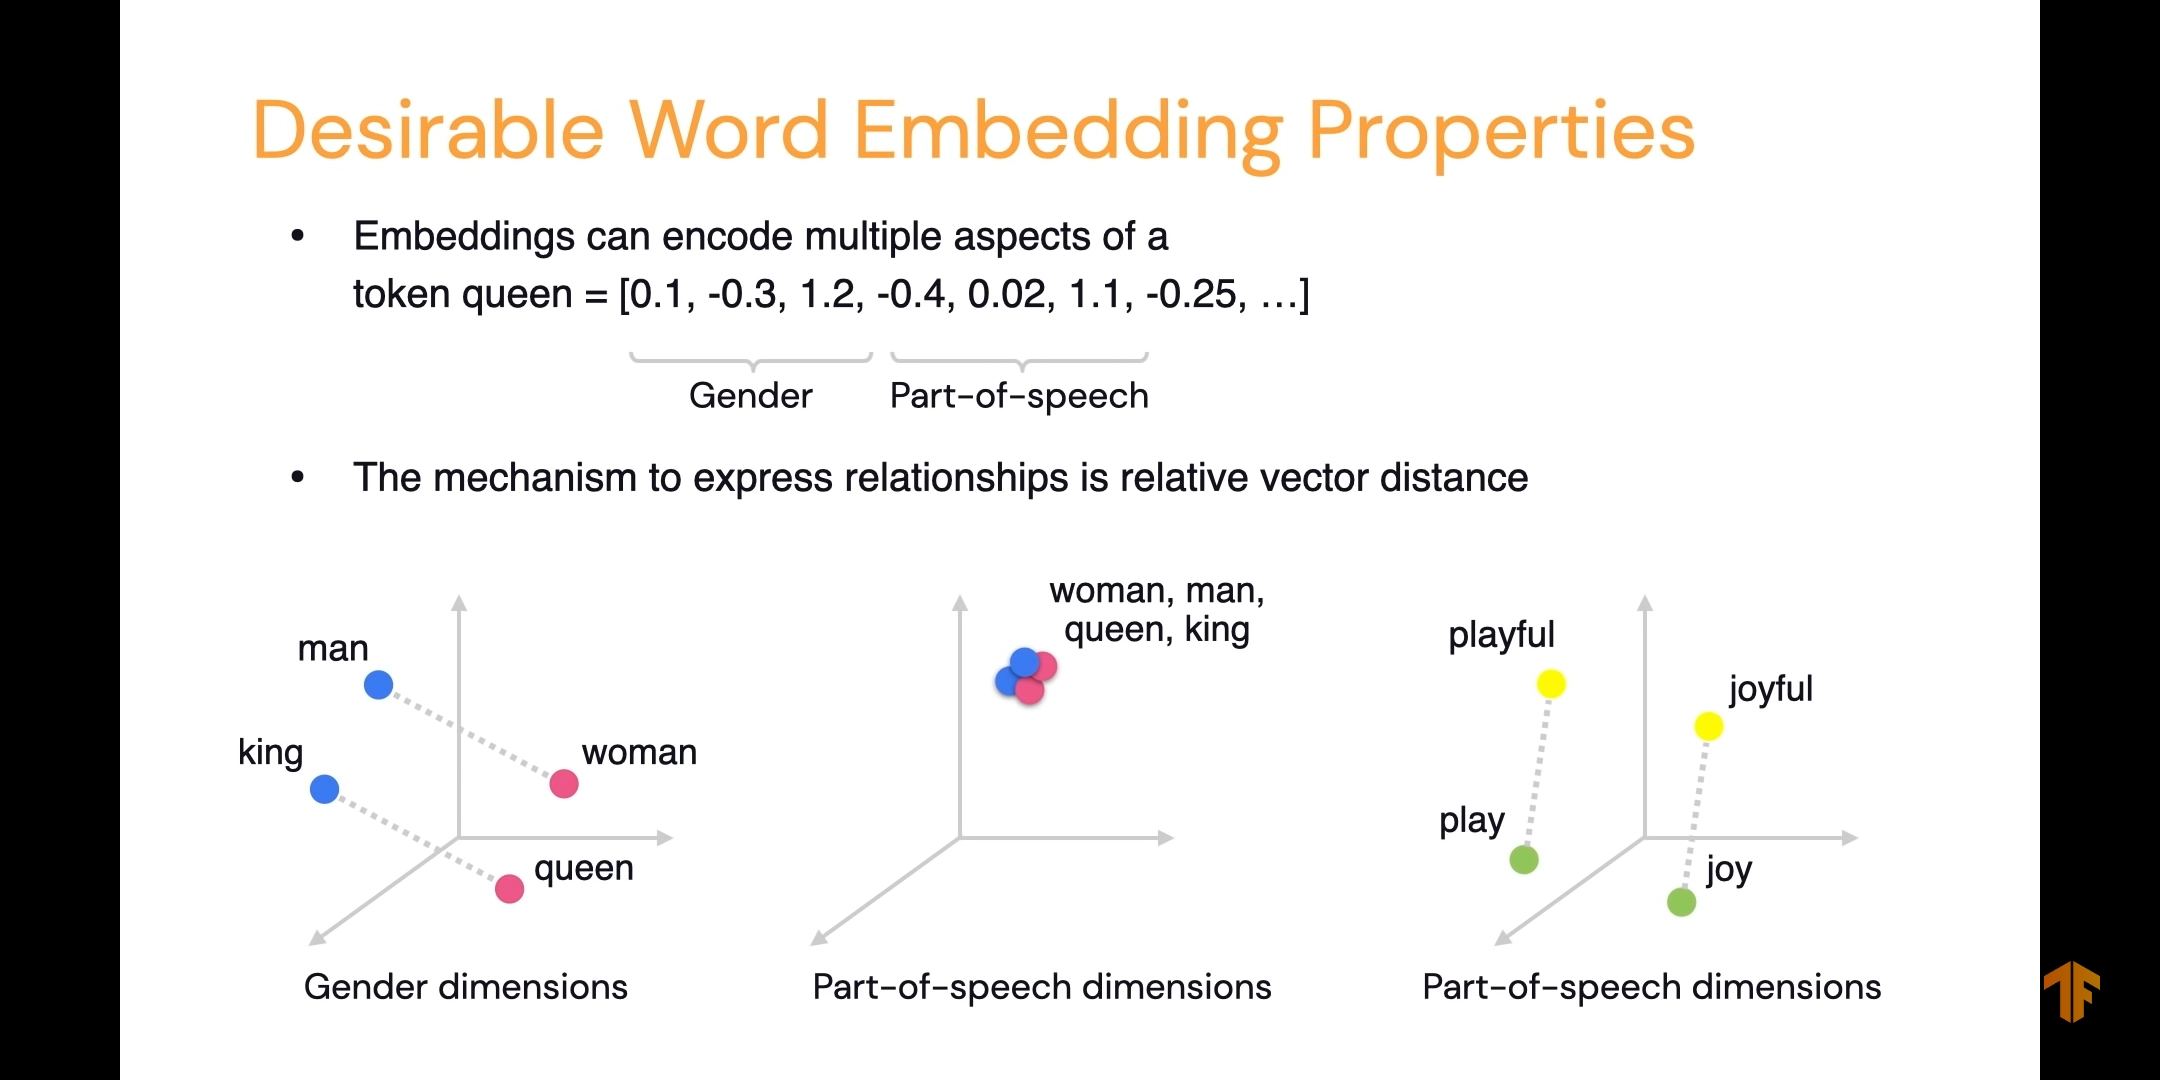 Desirable Word Embedding Properties
• Embeddings can encode multiple aspects of a
token queen = [0.1, -0.3, 1.2, -0.4, 0.02, 1.1, -0.25, …]
Gender
Part-of-speech
• The mechanism to express relationships is relative vector distance
man
king
woman
queen
Gender dimensions
woman, man,
queen, king
Part-of-speech dimensions
playful
joyful
play
joy
Part-of-speech dimensions